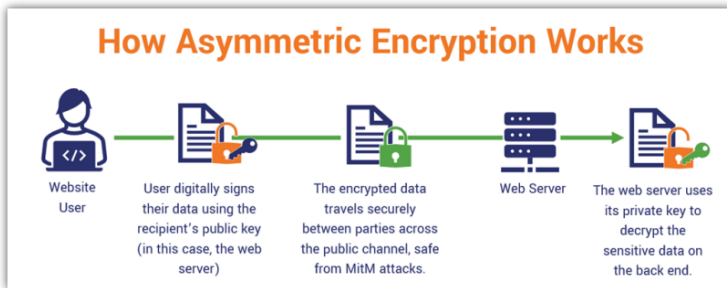 How Asymmetric Encryption Works
</>
Website
User
User digitally signs
their data using the
recipient's public key
(in this case, the web
server)
The encrypted data
travels securely
between parties across
the public channel, safe
from MitM attacks.
Web Server
The web server uses
its private key to
decrypt the
sensitive data on
the back end.